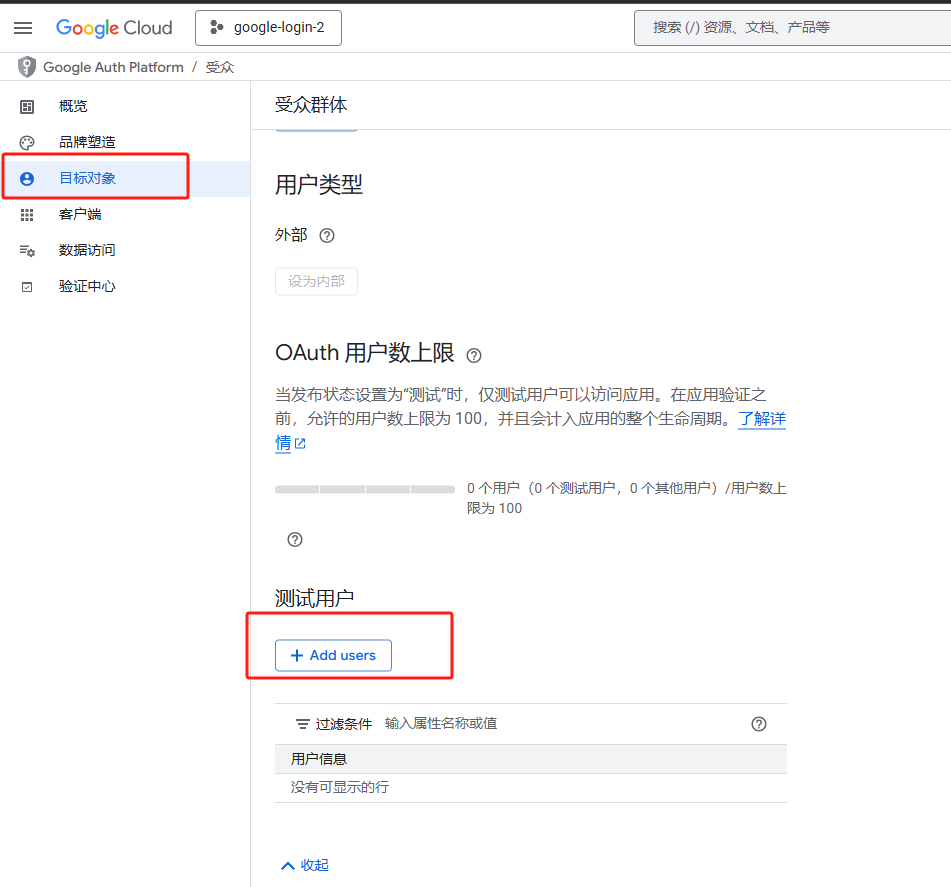 Google Cloud
google-login-2
搜索 (/) 资源、文档、产品等
Google Auth Platform / 受众
概览
品牌塑造
目标对象
客户端
数据访问
验证中心
受众群体
用户类型
外部
设为内部
OAuth 用户数上限
当发布状态设置为“测试”时，仅测试用户可以访问应用。在应用验证之
前，允许的用户数上限为 100，并且会计入应用的整个生命周期。了解详
情
0 个用户（0 个测试用户，0 个其他用户）/用户数上
限为 100
测试用户
+ Add users
过滤条件 输入属性名称或值
用户信息
没有可显示的行
收起